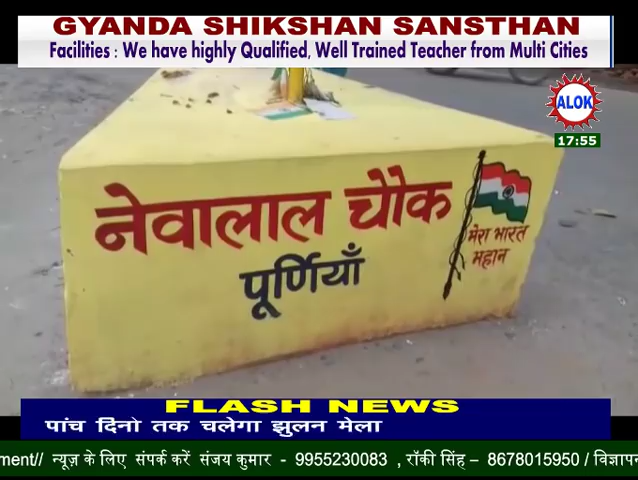 GYANDA SHIKSHAN SANSTHAN
Facilities : We have highly Qualified, Well Trained Teacher from Multi Cities
ALOK
17:55
नेवालाल चौक
पूर्णियाँ
मेरा भारत
महान
FLASH NEWS
पांच दिनो तक चलेगा झुलन मेला
ment// न्यूज़ के लिए संपर्क करें संजय कुमार - 9955230083 , रॉकी सिंह – 8678015950 / विज्ञापन